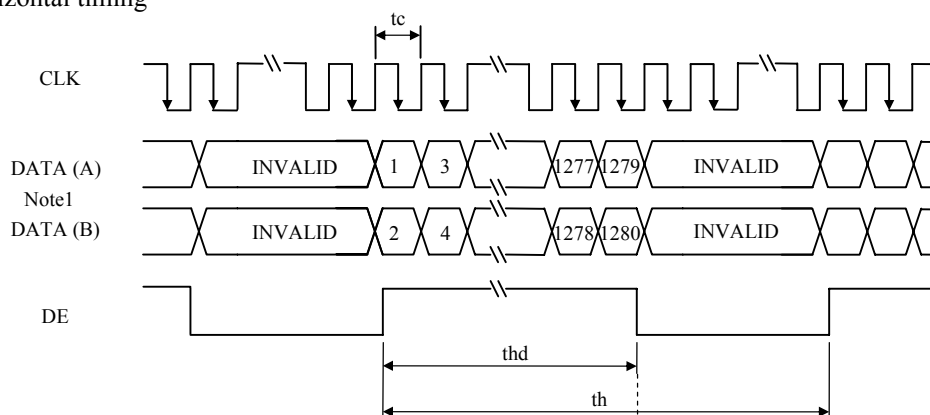 tc
CLK
DATA (A) INVALID 1 3 1277 1279 INVALID
Note1
DATA (B) INVALID 2 4 1278 1280 INVALID
DE
thd
th